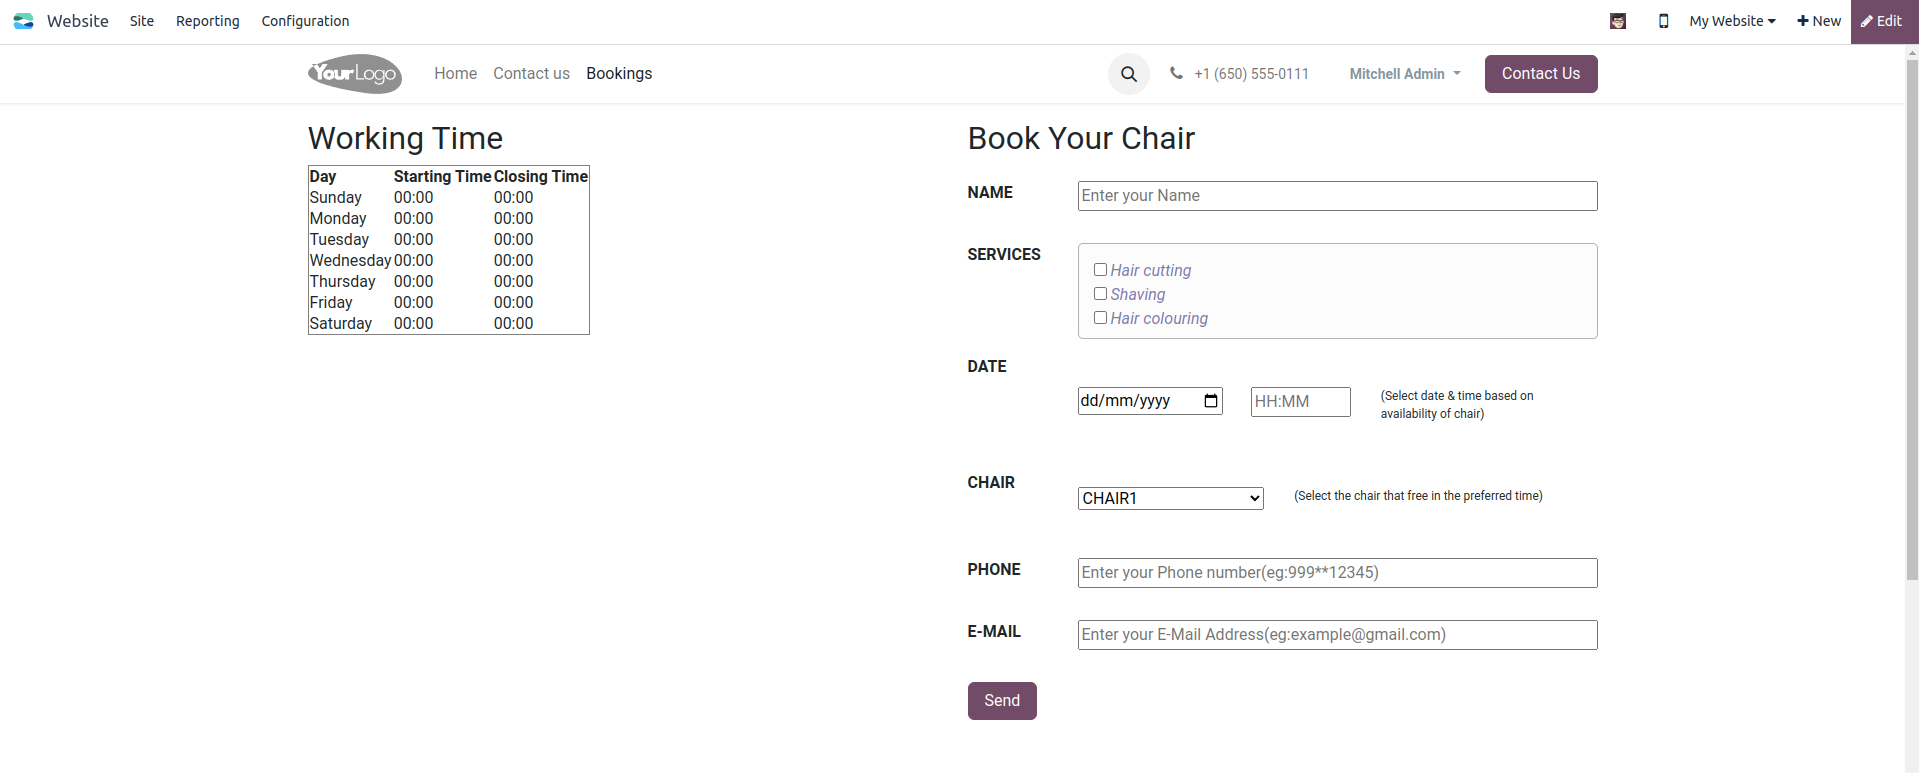 Website Site Reporting Configuration My Website New Edit
YourLogo Home Contact us Bookings +1 (650) 555-0111 Mitchell Admin Contact Us
Working Time
Day Starting Time Closing Time
Sunday 00:00 00:00
Monday 00:00 00:00
Tuesday 00:00 00:00
Wednesday 00:00 00:00
Thursday 00:00 00:00
Friday 00:00 00:00
Saturday 00:00 00:00
Book Your Chair
NAME Enter your Name
SERVICES
Hair cutting
Shaving
Hair colouring
DATE
dd/mm/yyyy HH:MM (Select date & time based on
availability of chair)
CHAIR
CHAIR1 (Select the chair that free in the preferred time)
PHONE Enter your Phone number(eg:999**12345)
E-MAIL Enter your E-Mail Address(eg:example@gmail.com)
Send